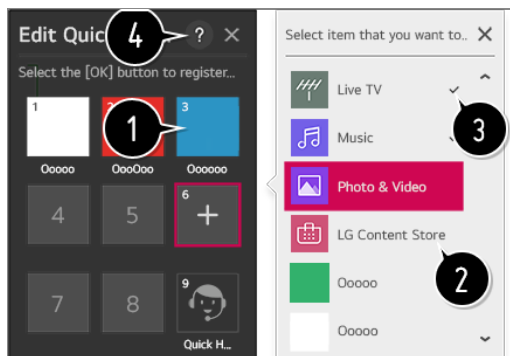 Edit Quic
4
?
Select the [OK] button to register...
1
2
3
1
Ooooo
OooOoo
Oooooo
4
5
6
+
7
8
9
Quick H...
Select item that you want to..
Live TV
3
Music
Photo & Video
LG Content Store
2
Ooooo
Ooooo